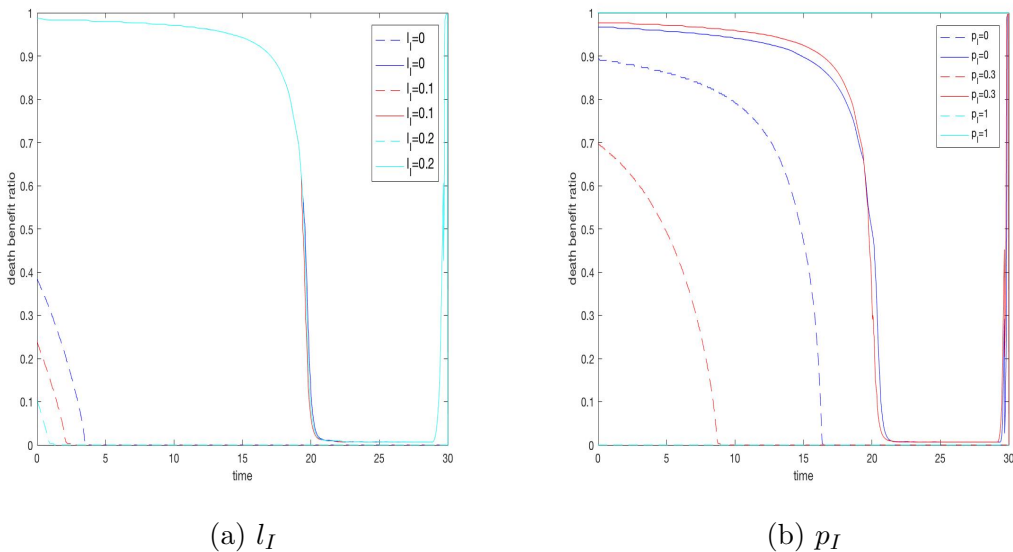 1
0.9
0.8
0.7
0.6
0.5
0.4
0.3
0.2
0.1
0
death benefit ratio
0 5 10 15 20 25 30
time
l_I=0
l_I=0
l_I=0.1
l_I=0.1
l_I=0.2
l_I=0.2
(a) l_I
1
0.9
0.8
0.7
0.6
0.5
0.4
0.3
0.2
0.1
0
death benefit ratio
0 5 10 15 20 25 30
time
p_I=0
p_I=0
p_I=0.3
p_I=0.3
p_I=1
p_I=1
(b) p_I